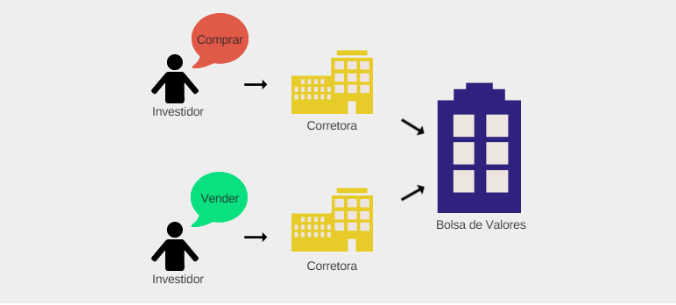 Comprar
Investidor
Corretora
Bolsa de Valores
Vender
Investidor
Corretora